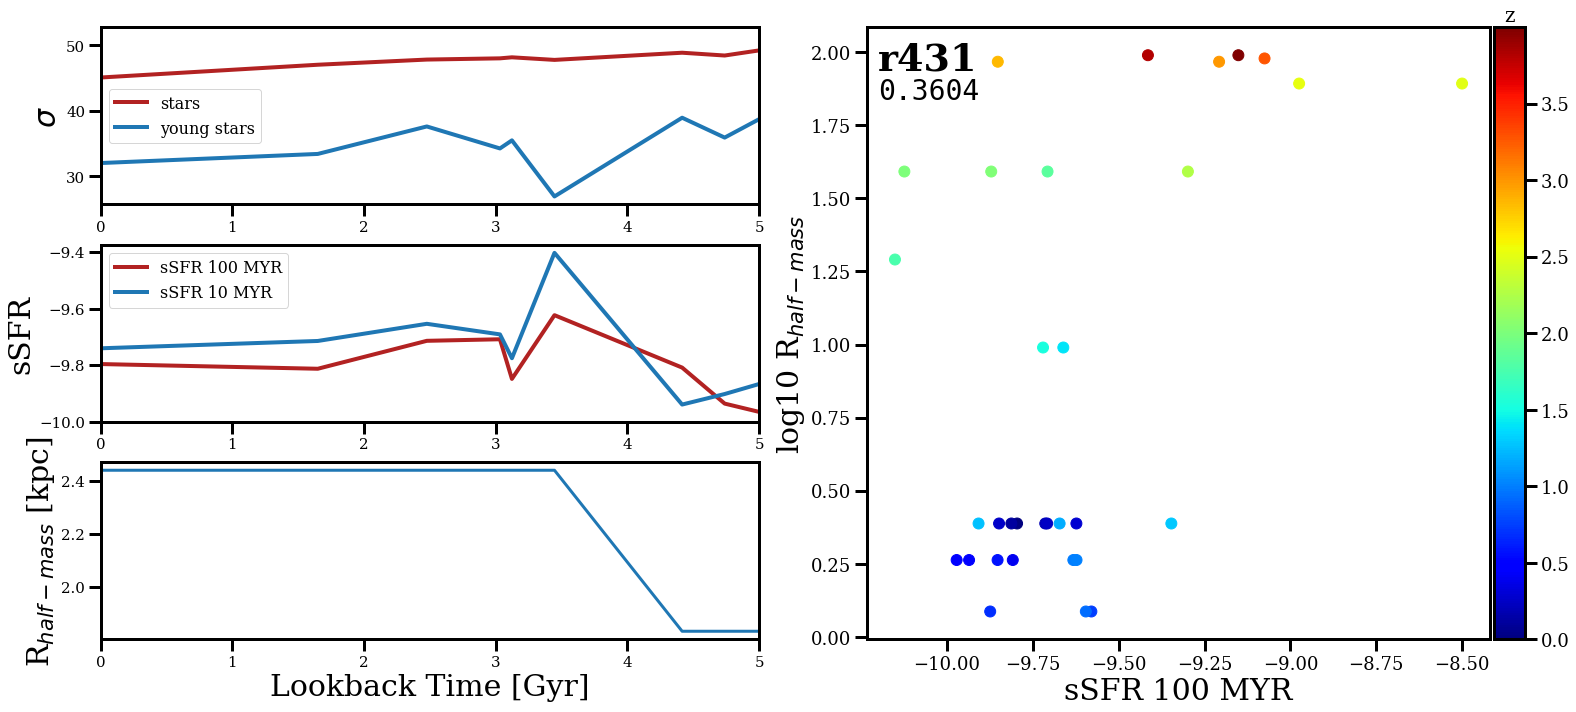 50
40
30
σ
stars
young stars
0 1 2 3 4 5
−9.4
−9.6
−9.8
−10.0
sSFR
sSFR 100 MYR
sSFR 10 MYR
0 1 2 3 4 5
2.4
2.2
2.0
R_{half−mass} [kpc]
0 1 2 3 4 5
Lookback Time [Gyr]
r431
0.3604
2.00
1.75
1.50
1.25
1.00
0.75
0.50
0.25
0.00
log10 R_{half−mass}
−10.00 −9.75 −9.50 −9.25 −9.00 −8.75 −8.50
sSFR 100 MYR
z
3.5
3.0
2.5
2.0
1.5
1.0
0.5
0.0